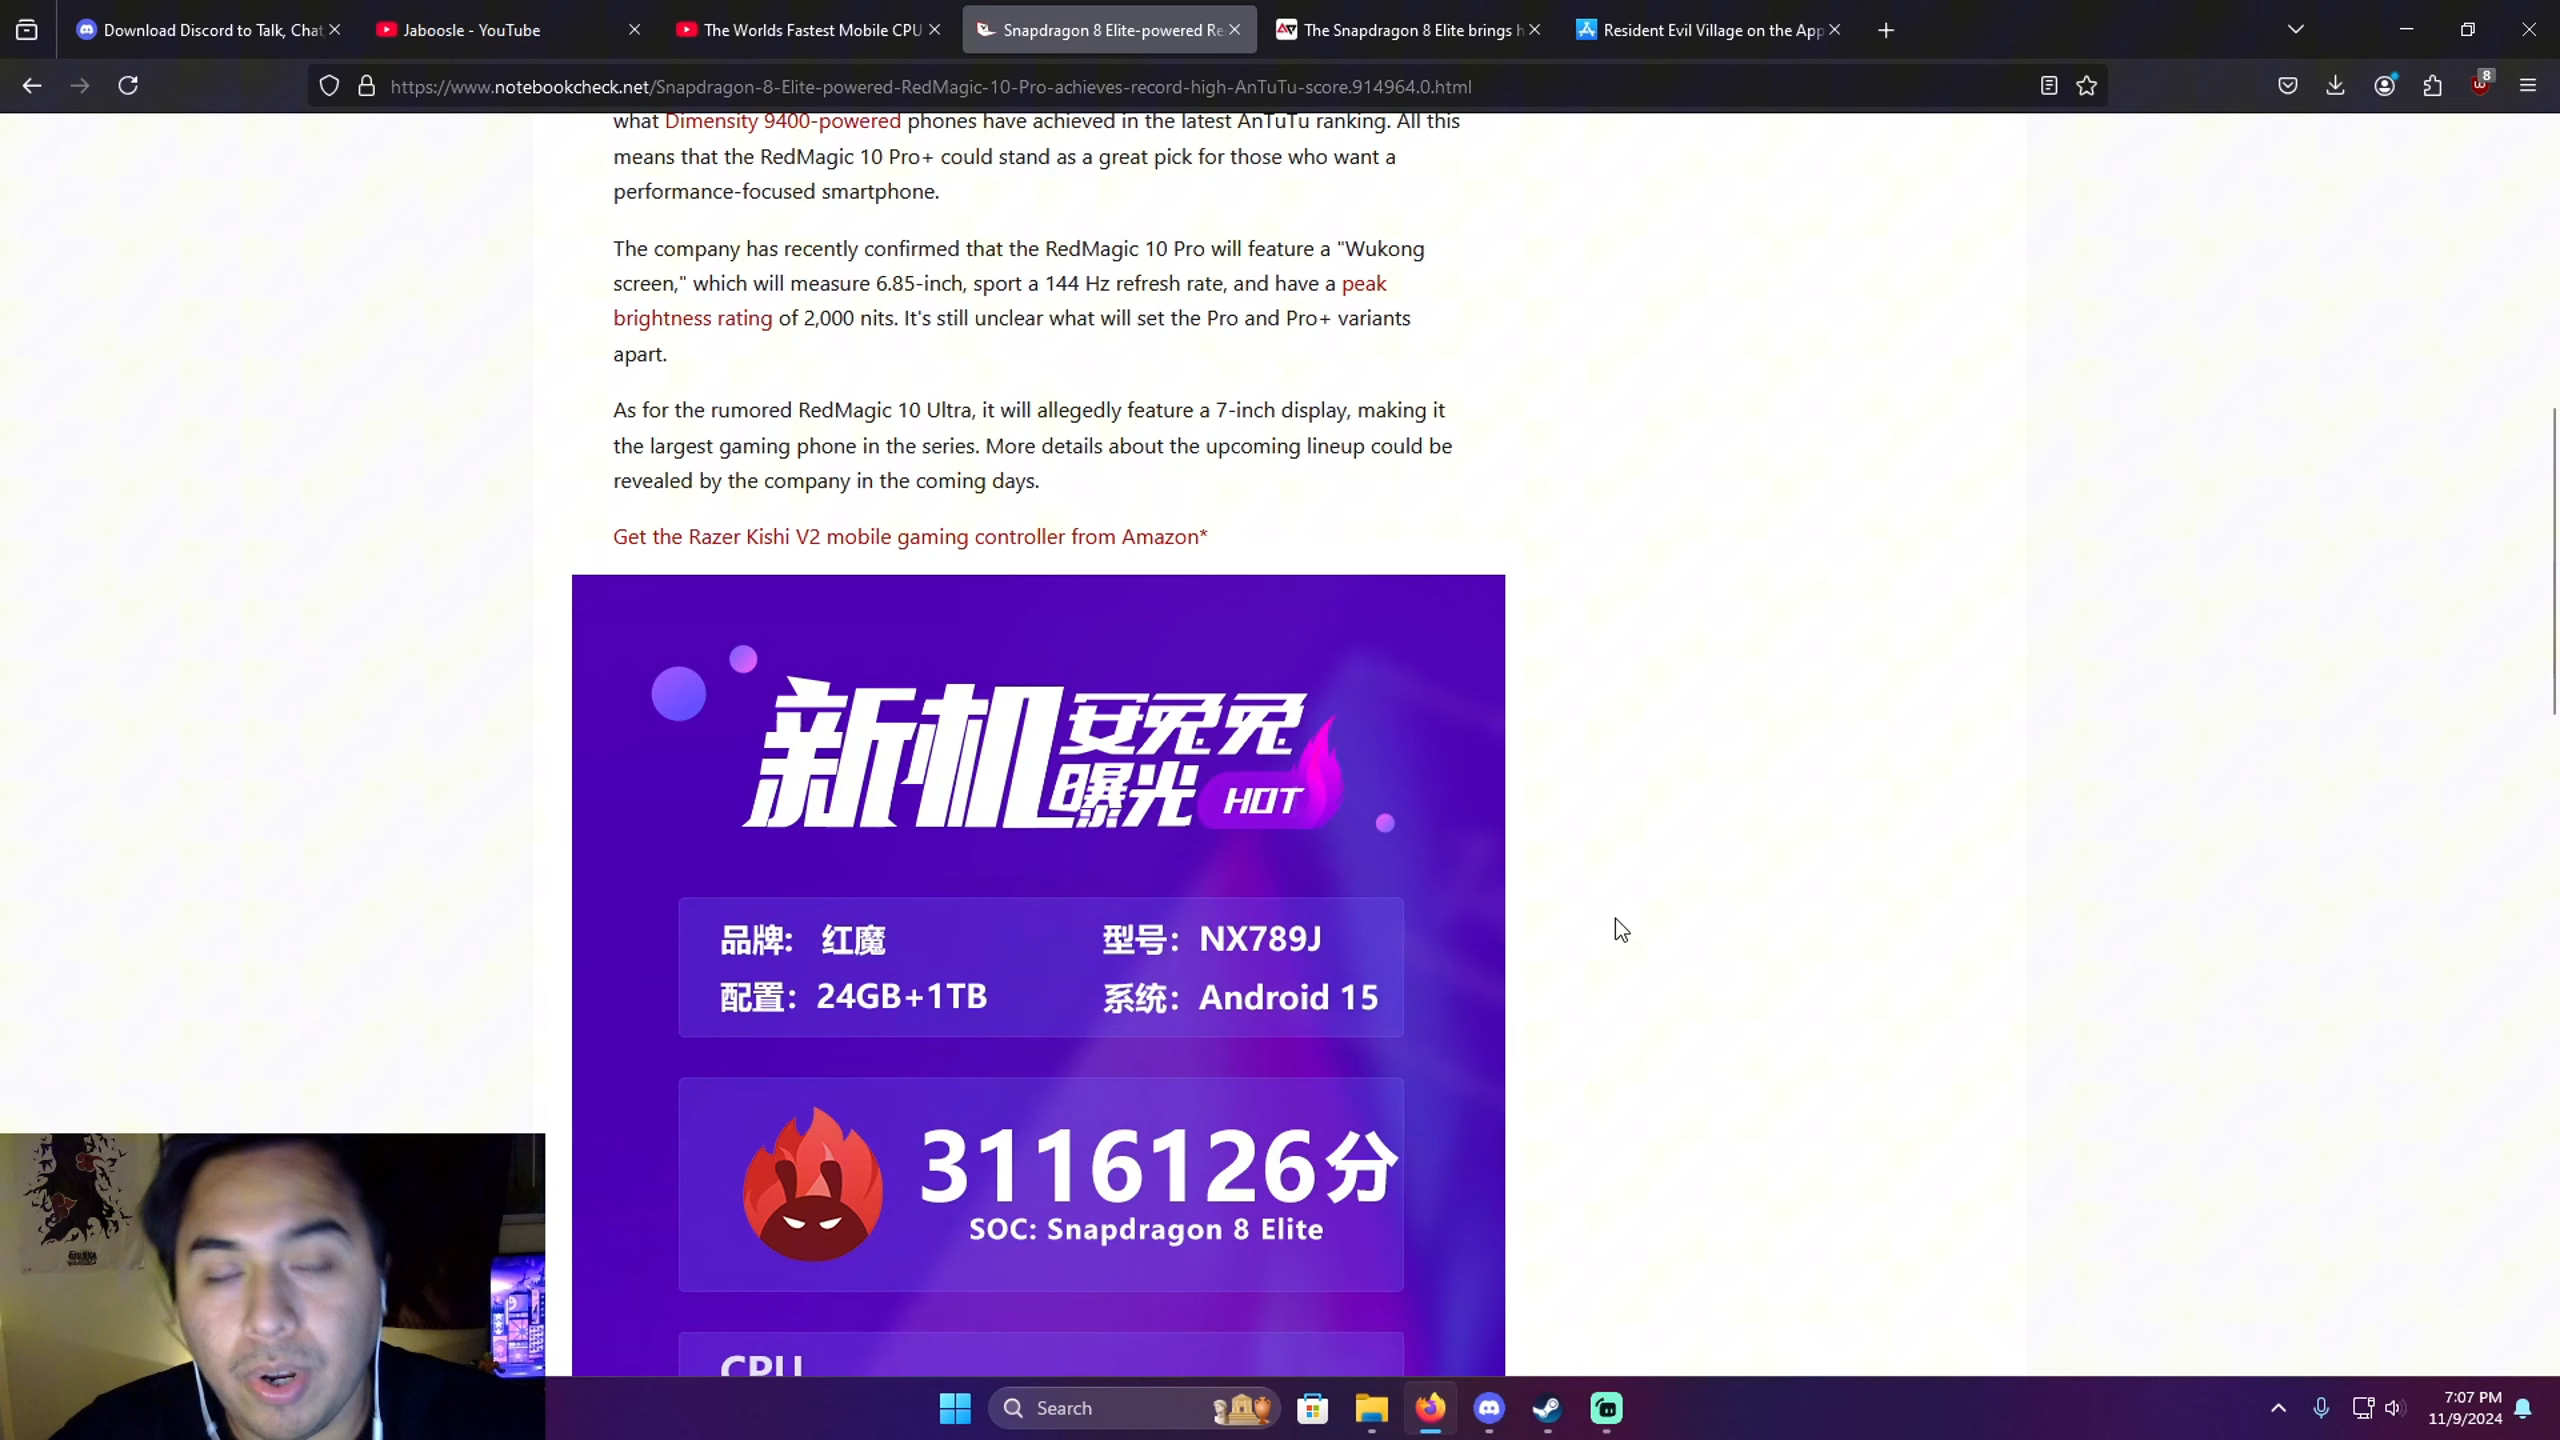 Download Discord to Talk, Chat
Jaboosle - YouTube
The Worlds Fastest Mobile CPU
Snapdragon 8 Elite-powered Re
The Snapdragon 8 Elite brings h
Resident Evil Village on the App
https://www.notebookcheck.net/Snapdragon-8-Elite-powered-RedMagic-10-Pro-achieves-record-high-AnTuTu-score.914964.0.html
8
what Dimensity 9400-powered phones have achieved in the latest AnTuTu ranking. All this
means that the RedMagic 10 Pro+ could stand as a great pick for those who want a
performance-focused smartphone.
The company has recently confirmed that the RedMagic 10 Pro will feature a "Wukong
screen," which will measure 6.85-inch, sport a 144 Hz refresh rate, and have a peak
brightness rating of 2,000 nits. It's still unclear what will set the Pro and Pro+ variants
apart.
As for the rumored RedMagic 10 Ultra, it will allegedly feature a 7-inch display, making it
the largest gaming phone in the series. More details about the upcoming lineup could be
revealed by the company in the coming days.
Get the Razer Kishi V2 mobile gaming controller from Amazon*
新机
安兔兔
曝光 HOT
品牌: 红魔 型号: NX789J
配置: 24GB+1TB 系统: Android 15
3116126分
SOC: Snapdragon 8 Elite
CPU
Search
7:07 PM
11/9/2024